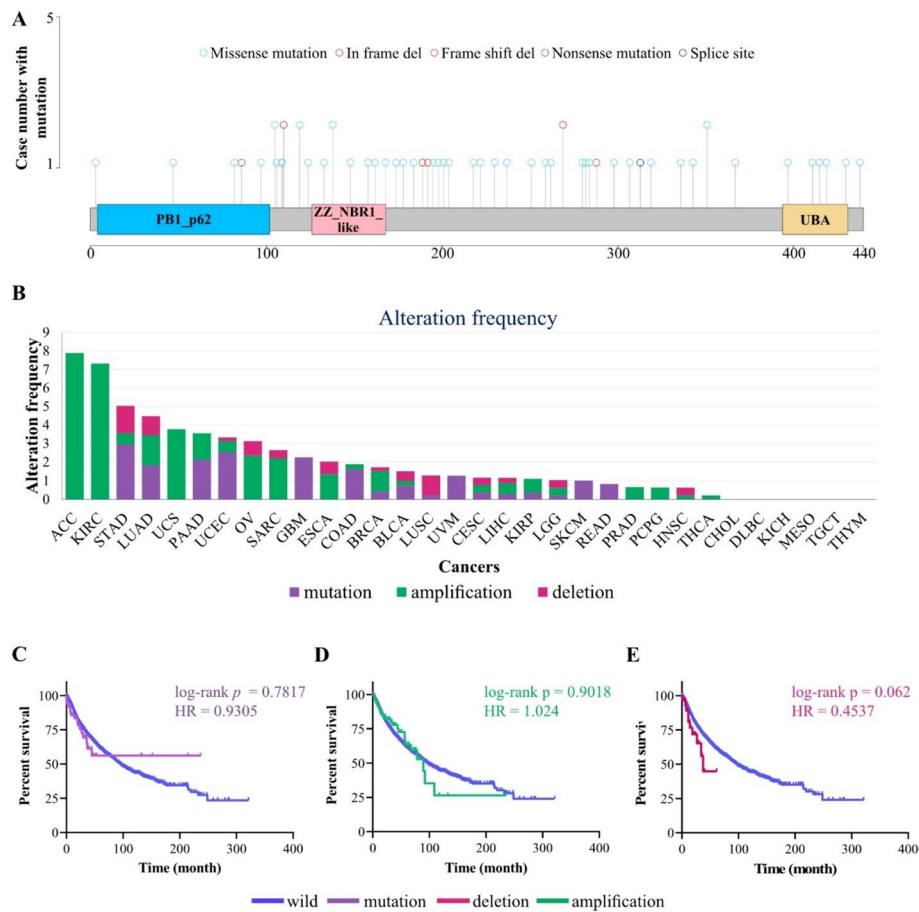 A
Case number with
mutation
5
1
Missense mutation In frame del Frame shift del Nonsense mutation Splice site
PB1_p62
ZZ_NBR1_
like
UBA
0 100 200 300 400 440
B
Alteration frequency
Alteration frequency
9
8
7
6
5
4
3
2
1
0
ACC KIRC STAD LUAD UCS PAAD UCEC OV SARC GBM ESCA COAD BRCA BLCA LUSC UVM CESC LIHC KIRP LGG SKCM READ PRAD PCPG HNSC THCA CHOL DLBC KICH MESO TGCT THYM
Cancers
mutation amplification deletion
C
log-rank p = 0.7817
HR = 0.9305
Percent survival
100
75
50
25
0
0 100 200 300 400
Time (month)
D
log-rank p = 0.9018
HR = 1.024
Percent survival
100
75
50
25
0
0 100 200 300 400
Time (month)
E
log-rank p = 0.062
HR = 0.4537
Percent surviv
100
75
50
25
0
0 100 200 300 400
Time (month)
wild mutation deletion amplification